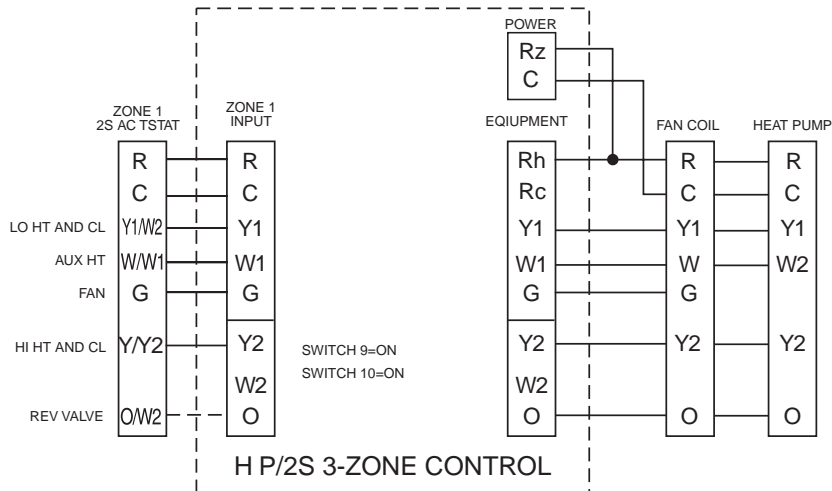 POWER
Rz
C
ZONE 1
2S AC TSTAT
R
C
Y1/W2
W/W1
G
Y/Y2
O/W2
LO HT AND CL
AUX HT
FAN
HI HT AND CL
REV VALVE
ZONE 1
INPUT
R
C
Y1
W1
G
Y2
W2
O
SWITCH 9=ON
SWITCH 10=ON
EQIUPMENT
Rh
Rc
Y1
W1
G
Y2
W2
O
FAN COIL
R
C
Y1
W
G
Y2
O
HEAT PUMP
R
C
Y1
W2
Y2
O
H P/2S 3-ZONE CONTROL